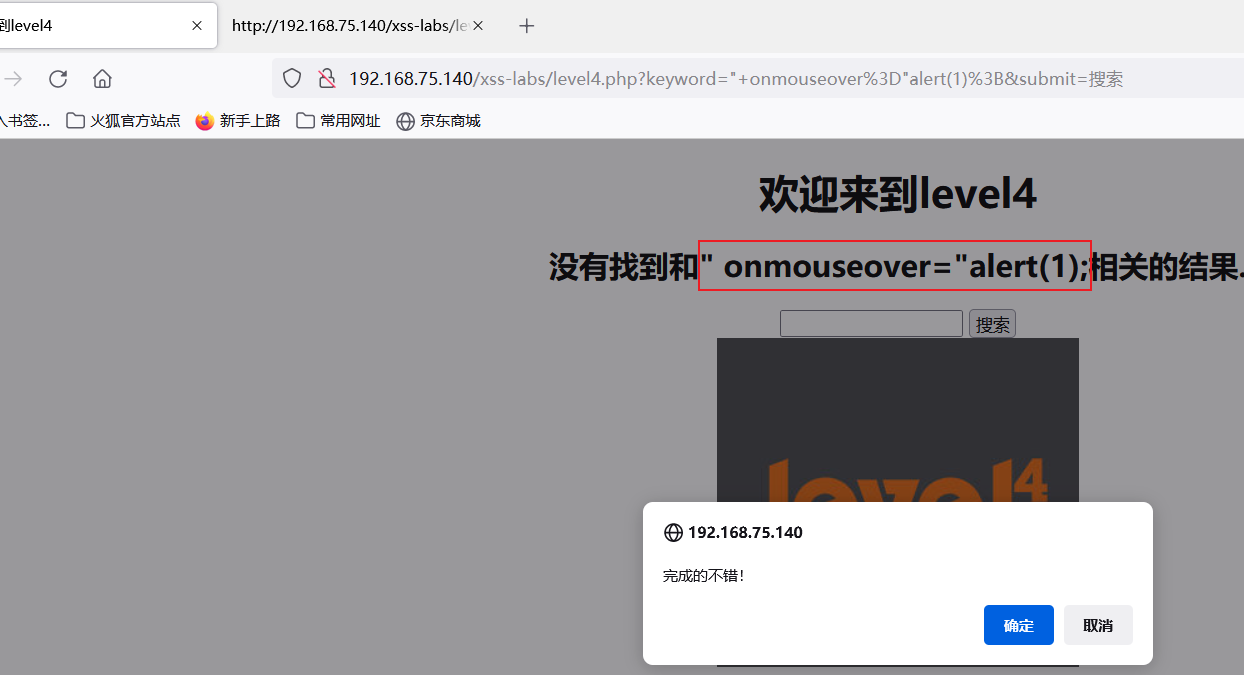 到level4
http://192.168.75.140/xss-labs/le
192.168.75.140/xss-labs/level4.php?keyword="+onmouseover%3D"alert(1)%3B&submit=搜索
入书签... 火狐官方站点 新手上路 常用网址 京东商城
欢迎来到level4
没有找到和" onmouseover="alert(1);相关的结果.
搜索
level4
192.168.75.140
完成的不错!
确定 取消